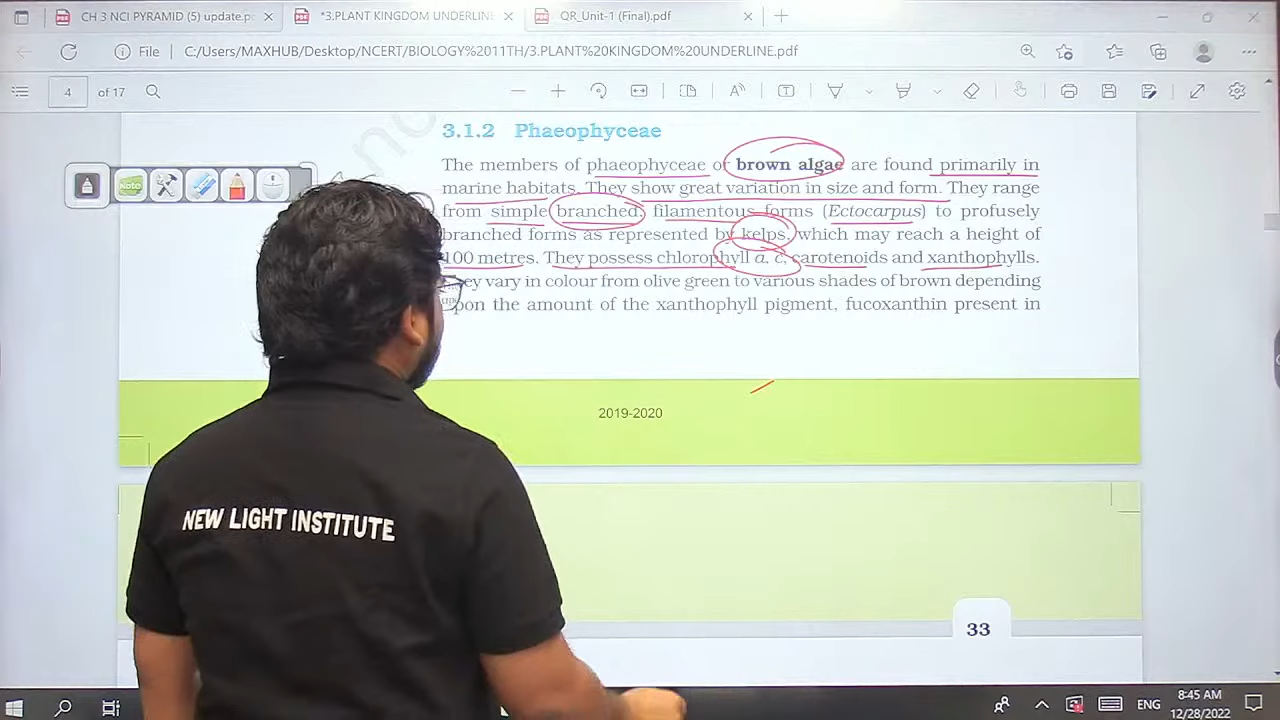 CH 3 NCI PYRAMID (5) update.p
*3.PLANT KINGDOM UNDERLINE
QR_Unit-1 (Final).pdf
File
C:/Users/MAXHUB/Desktop/NCERT/BIOLOGY%2011TH/3.PLANT%20KINGDOM%20UNDERLINE.pdf
4 of 17
3.1.2 Phaeophyceae
The members of phaeophyceae or brown algae are found primarily in
marine habitats. They show great variation in size and form. They range
from simple branched, filamentous forms (Ectocarpus) to profusely
branched forms as represented by kelps, which may reach a height of
100 metres. They possess chlorophyll a, c, carotenoids and xanthophylls.
They vary in colour from olive green to various shades of brown depending
upon the amount of the xanthophyll pigment, fucoxanthin present in
Note
2019-2020
NEW LIGHT INSTITUTE
33
ENG
8:45 AM
12/28/2022